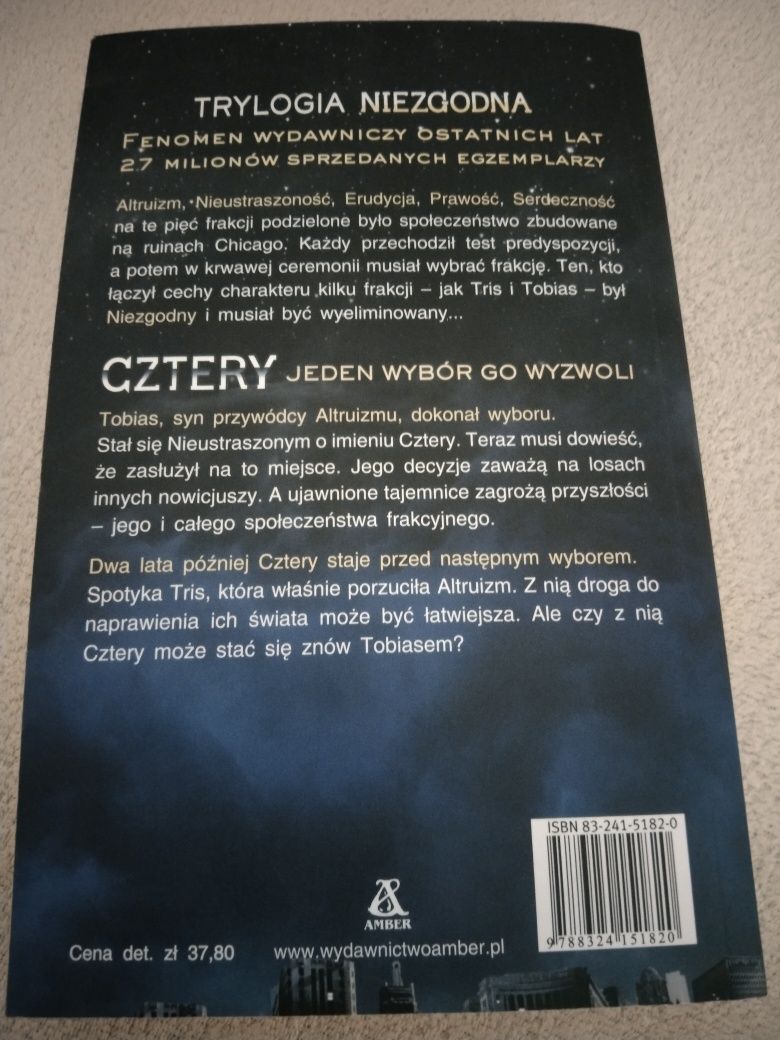 TRYLOGIA NIEZGODNA
FENOMEN WYDAWNICZY OSTATNICH LAT
27 MILIONÓW SPRZEDANYCH EGZEMPLARZY
Altruizm, Nieustraszoność, Erudycja, Prawość, Serdeczność
na te pięć frakcji podzielone było społeczeństwo zbudowane
na ruinach Chicago. Każdy przechodził test predyspozycji,
a potem w krwawej ceremonii musiał wybrać frakcję. Ten, kto
łączył cechy charakteru kilku frakcji – jak Tris i Tobias – był
Niezgodny i musiał być wyeliminowany...
CZTERY JEDEN WYBÓR GO WYZWOLI
Tobias, syn przywódcy Altruizmu, dokonał wyboru.
Stał się Nieustraszonym o imieniu Cztery. Teraz musi dowieść,
że zasłużył na to miejsce. Jego decyzje zaważą na losach
innych nowicjuszy. A ujawnione tajemnice zagrożą przyszłości
– jego i całego społeczeństwa frakcyjnego.
Dwa lata później Cztery staje przed następnym wyborem.
Spotyka Tris, która właśnie porzuciła Altruizm. Z nią droga do
naprawienia ich świata może być łatwiejsza. Ale czy z nią
Cztery może stać się znów Tobiasem?
ISBN 83-241-5182-0
9 788324 151820
AMBER
Cena det. zł 37,80 www.wydawnictwoamber.pl